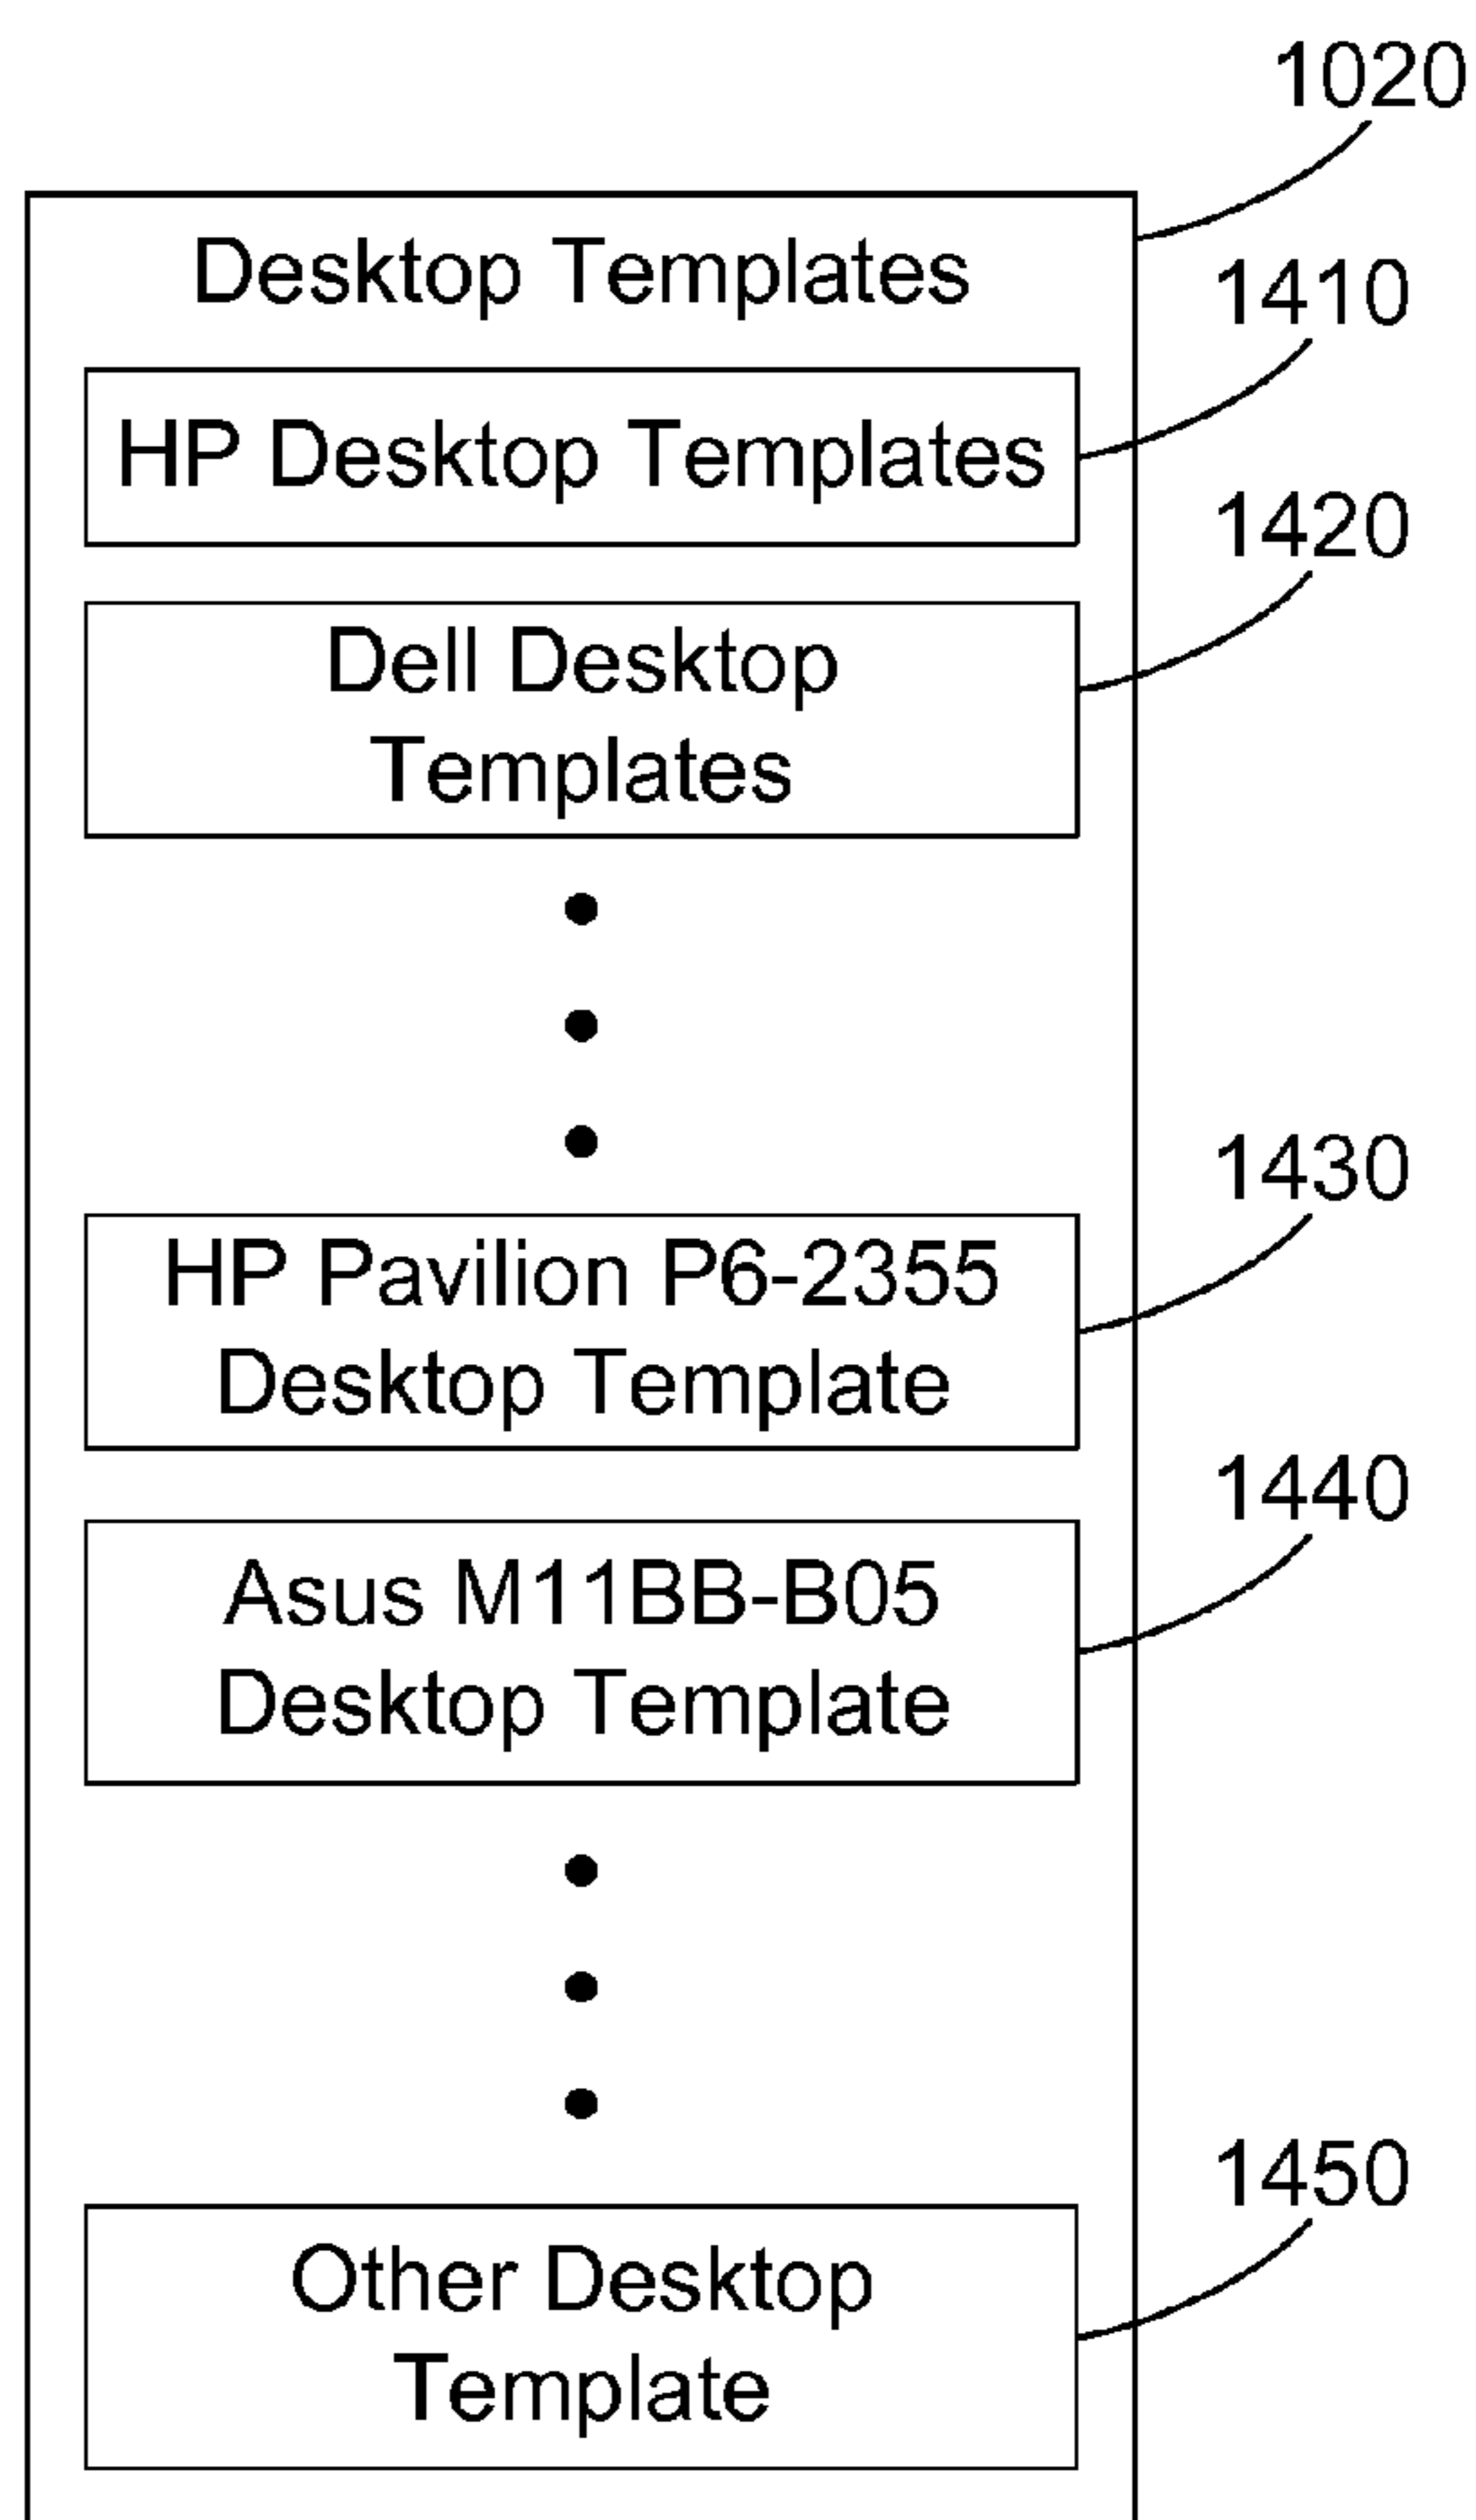 1020
Desktop Templates
1410
HP Desktop Templates
1420
Dell Desktop
Templates
1430
HP Pavilion P6-2355
Desktop Template
1440
Asus M11BB-B05
Desktop Template
1450
Other Desktop
Template